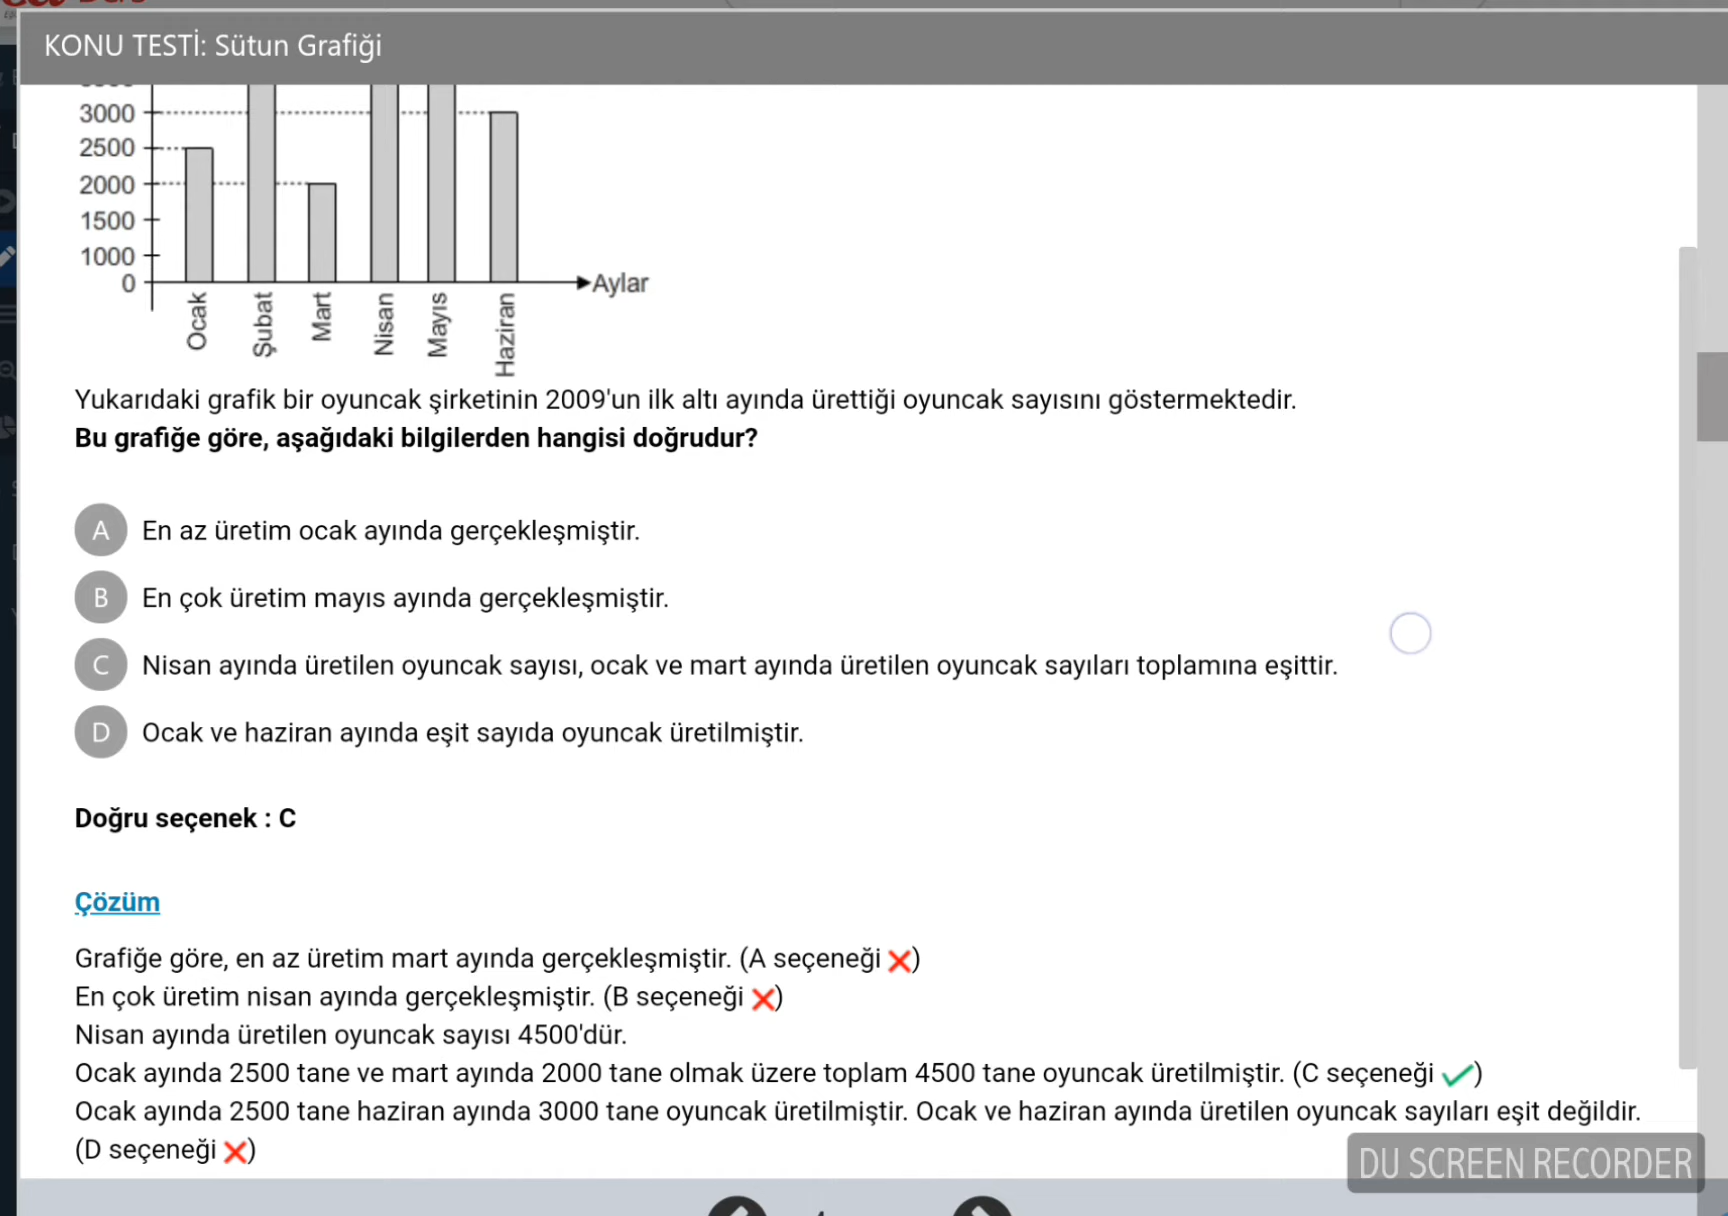 KONU TESTİ: Sütun Grafiği
3000
2500
2000
1500
1000
0
Aylar
Ocak
Şubat
Mart
Nisan
Mayıs
Haziran
Yukarıdaki grafik bir oyuncak şirketinin 2009'un ilk altı ayında ürettiği oyuncak sayısını göstermektedir.
Bu grafiğe göre, aşağıdaki bilgilerden hangisi doğrudur?
A En az üretim ocak ayında gerçekleşmiştir.
B En çok üretim mayıs ayında gerçekleşmiştir.
C Nisan ayında üretilen oyuncak sayısı, ocak ve mart ayında üretilen oyuncak sayıları toplamına eşittir.
D Ocak ve haziran ayında eşit sayıda oyuncak üretilmiştir.
Doğru seçenek : C
Çözüm
Grafiğe göre, en az üretim mart ayında gerçekleşmiştir. (A seçeneği ❌)
En çok üretim nisan ayında gerçekleşmiştir. (B seçeneği ❌)
Nisan ayında üretilen oyuncak sayısı 4500'dür.
Ocak ayında 2500 tane ve mart ayında 2000 tane olmak üzere toplam 4500 tane oyuncak üretilmiştir. (C seçeneği ✓)
Ocak ayında 2500 tane haziran ayında 3000 tane oyuncak üretilmiştir. Ocak ve haziran ayında üretilen oyuncak sayıları eşit değildir.
(D seçeneği ❌)
DU SCREEN RECORDER